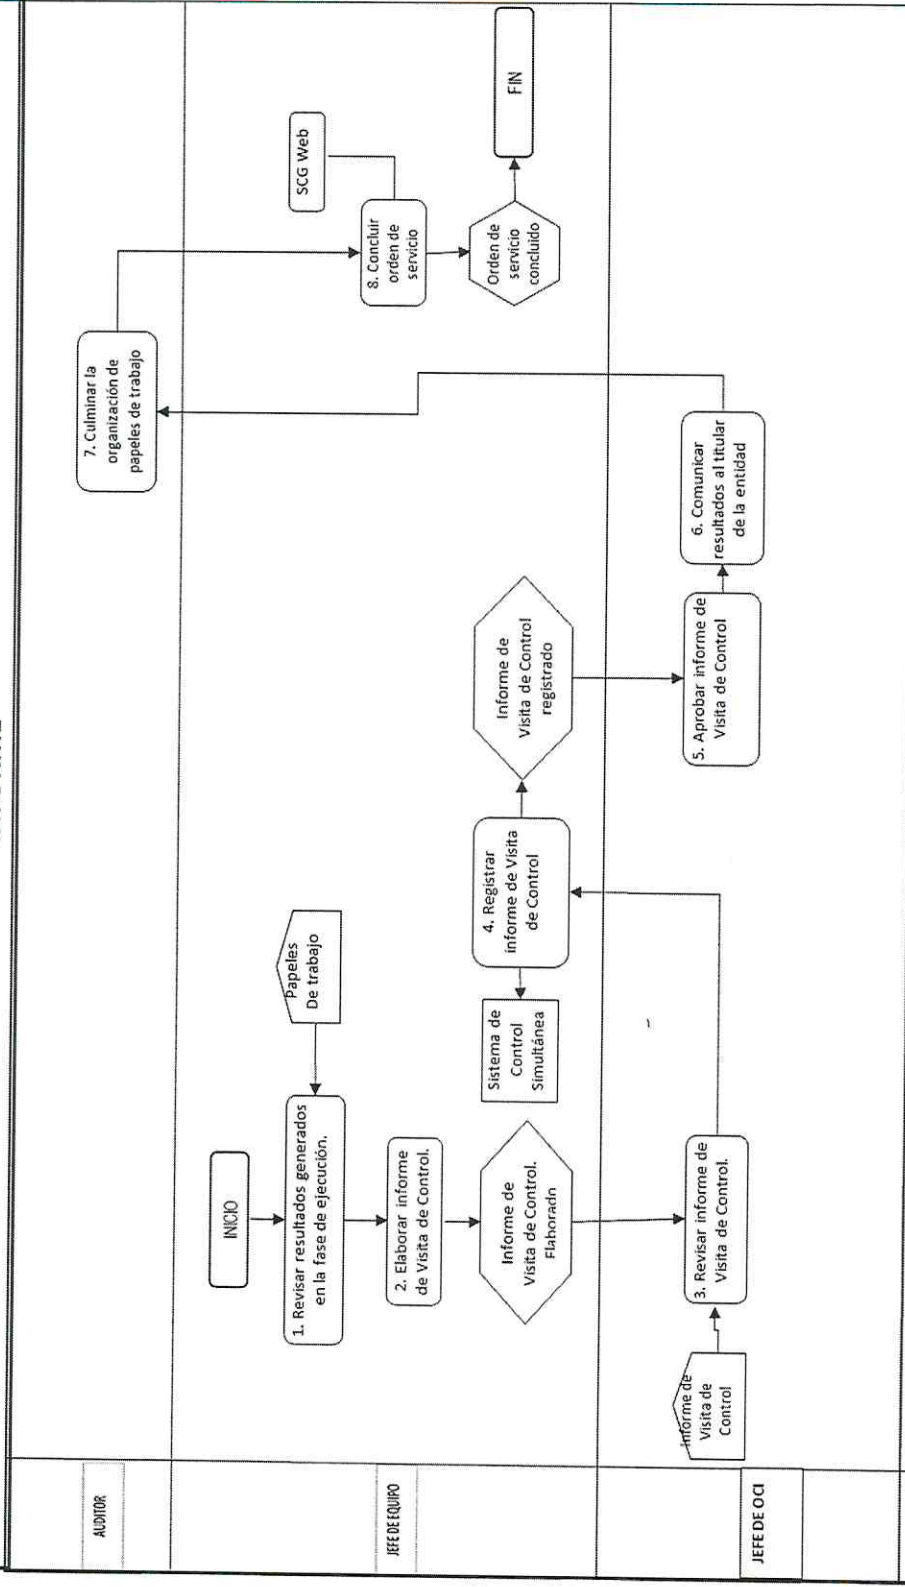 AUDITOR
7. Culminar la
organización de
papeles de trabajo
JEFE DE EQUIPO
INICIO
1. Revisar resultados generados
en la fase de ejecución.
Papeles
De trabajo
2. Elaborar informe
de Visita de Control.
Informe de
Visita de Control.
Elaborado
Sistema de
Control
Simultánea
4. Registrar
informe de Visita
de Control
Informe de
Visita de Control
registrado
SCG Web
8. Concluir
orden de
servicio
Orden de
servicio
concluido
FIN
JEFE DE OCI
Informe de
Visita de
Control
3. Revisar informe de
Visita de Control.
5. Aprobar informe de
Visita de Control
6. Comunicar
resultados al titular
de la entidad